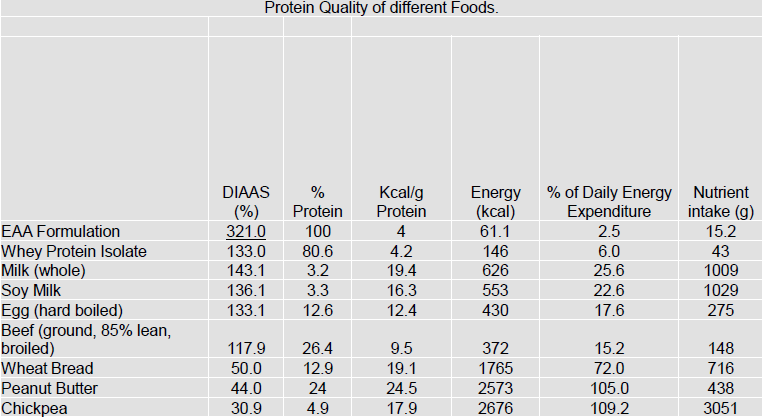 Protein Quality of different Foods.
DIAAS (%) % Protein Kcal/g Protein Energy (kcal) % of Daily Energy Expenditure Nutrient intake (g)
EAA Formulation 321.0 100 4 61.1 2.5 15.2
Whey Protein Isolate 133.0 80.6 4.2 146 6.0 43
Milk (whole) 143.1 3.2 19.4 626 25.6 1009
Soy Milk 136.1 3.3 16.3 553 22.6 1029
Egg (hard boiled) 133.1 12.6 12.4 430 17.6 275
Beef (ground, 85% lean,
broiled) 117.9 26.4 9.5 372 15.2 148
Wheat Bread 50.0 12.9 19.1 1765 72.0 716
Peanut Butter 44.0 24 24.5 2573 105.0 438
Chickpea 30.9 4.9 17.9 2676 109.2 3051